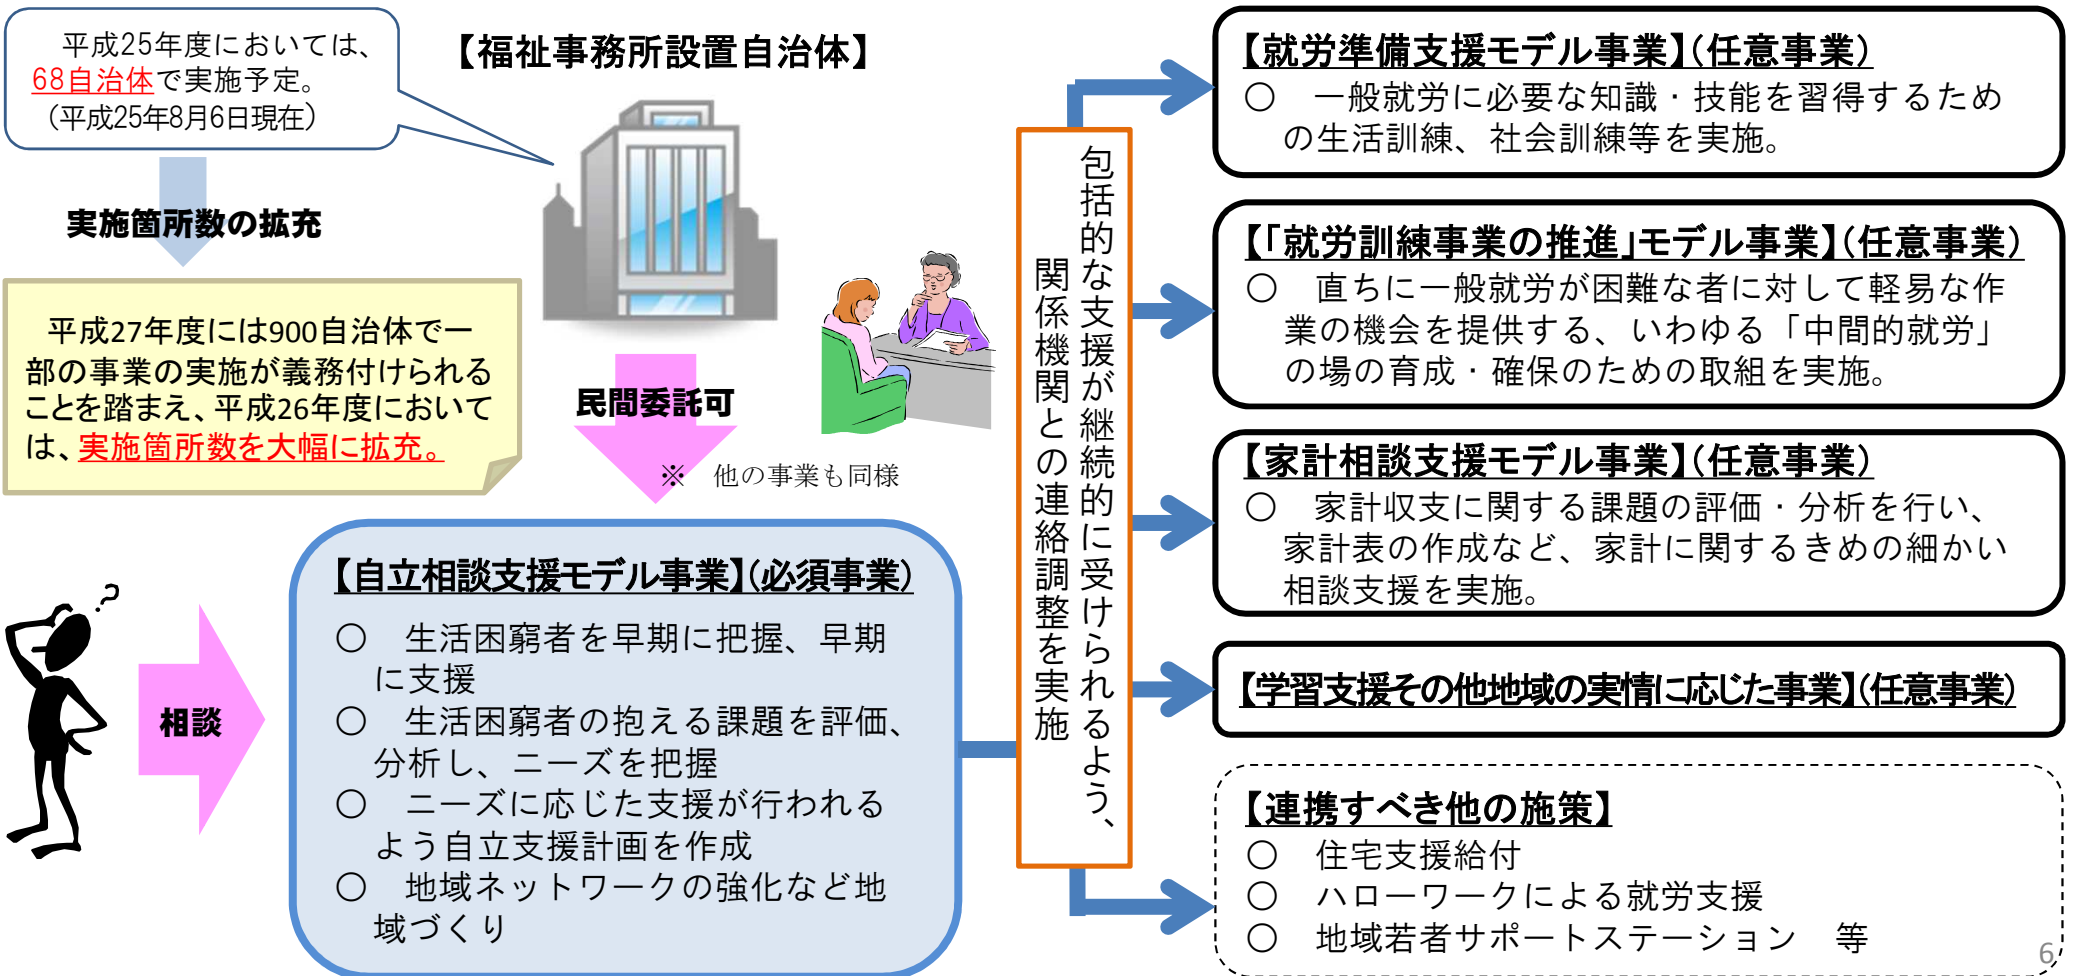 平成25年度においては、
68自治体で実施予定。
(平成25年8月6日現在)
実施箇所数の拡充
平成27年度には900自治体で一
部の事業の実施が義務付けられる
ことを踏まえ、平成26年度において
は、実施箇所数を大幅に拡充。
【福祉事務所設置自治体】
民間委託可
※　他の事業も同様
相談
【自立相談支援モデル事業】(必須事業)
○　生活困窮者を早期に把握、早期
に支援
○　生活困窮者の抱える課題を評価、
分析し、ニーズを把握
○　ニーズに応じた支援が行われる
よう自立支援計画を作成
○　地域ネットワークの強化など地
域づくり
包括的な支援が継続的に受けられるよう、
関係機関との連絡調整を実施
【就労準備支援モデル事業】(任意事業)
○　一般就労に必要な知識・技能を習得するため
の生活訓練、社会訓練等を実施。
【「就労訓練事業の推進」モデル事業】(任意事業)
○　直ちに一般就労が困難な者に対して軽易な作
業の機会を提供する、いわゆる「中間的就労」
の場の育成・確保のための取組を実施。
【家計相談支援モデル事業】(任意事業)
○　家計収支に関する課題の評価・分析を行い、
家計表の作成など、家計に関するきめの細かい
相談支援を実施。
【学習支援その他地域の実情に応じた事業】(任意事業)
【連携すべき他の施策】
○　住宅支援給付
○　ハローワークによる就労支援
○　地域若者サポートステーション　等
6